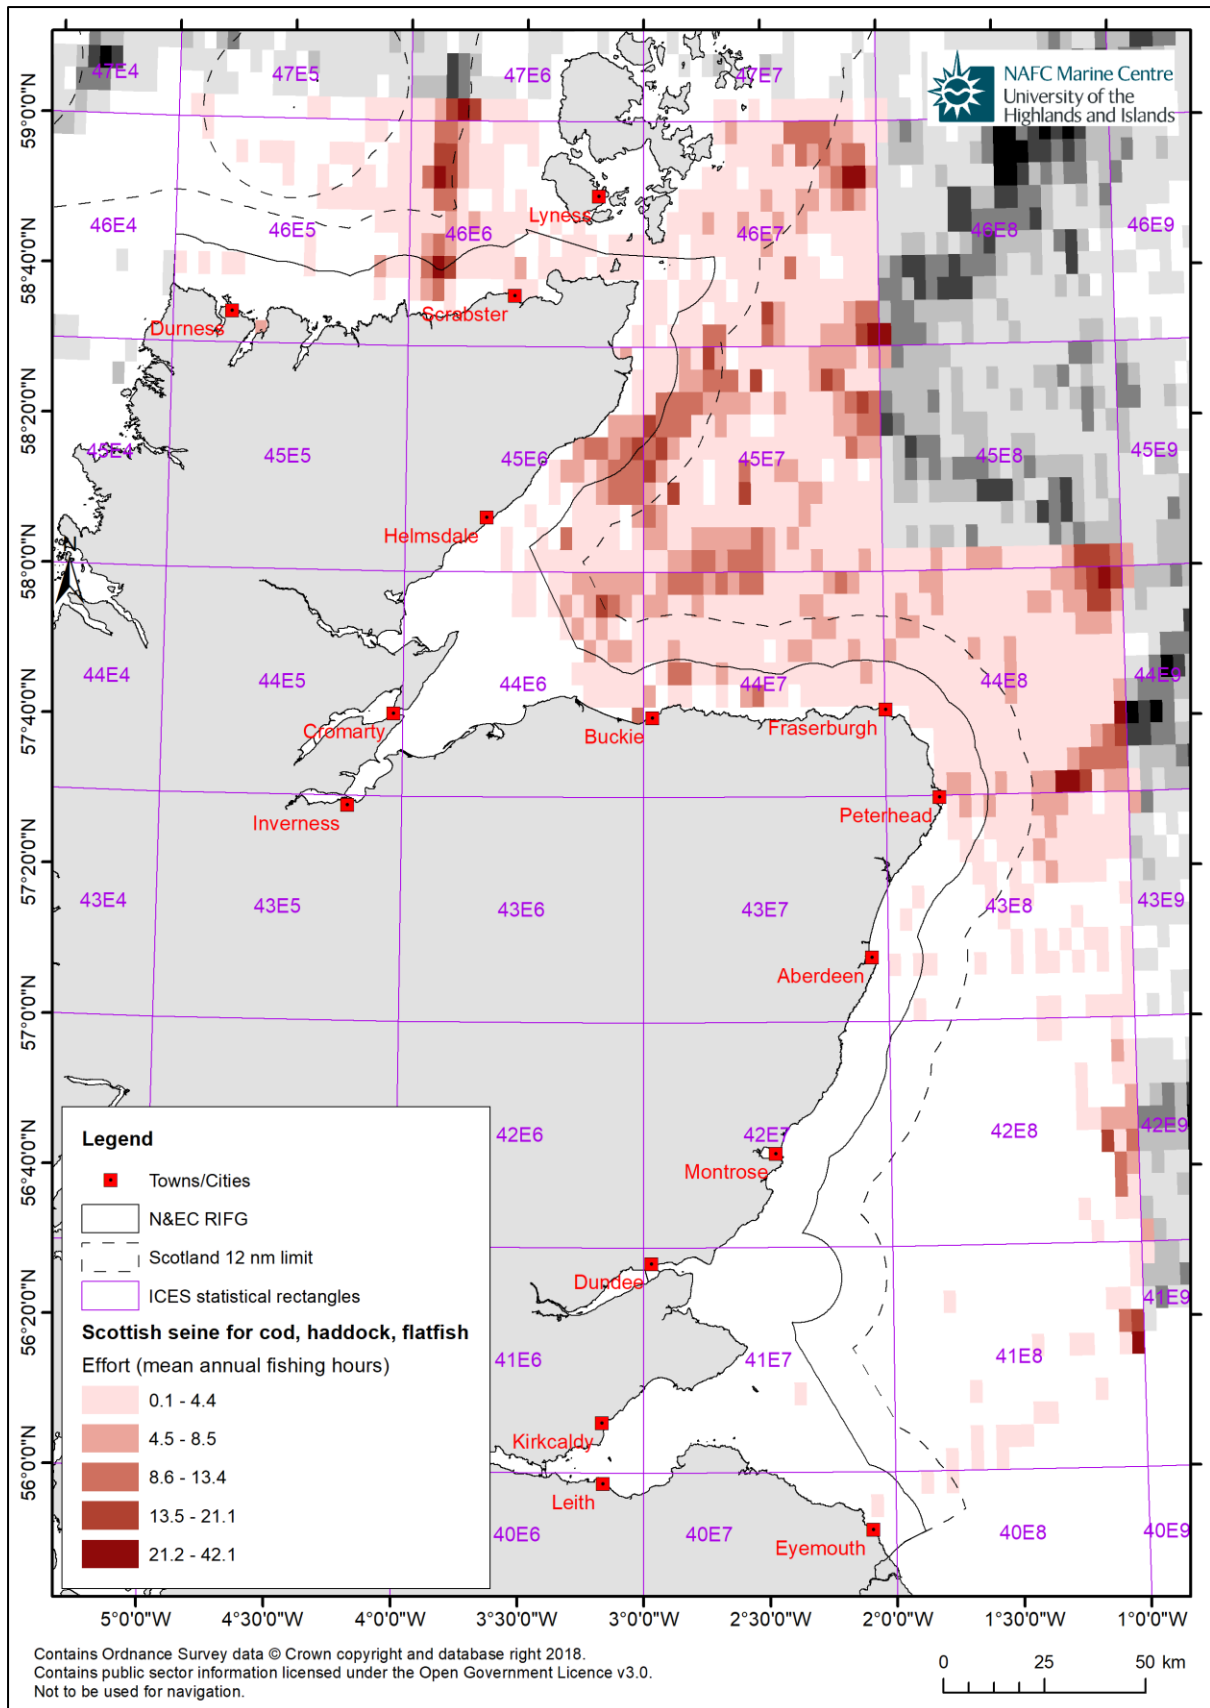 47E4
47E5
47E6
47E7
NAFC Marine Centre
University of the
Highlands and Islands
59°0'0"N
Lyness
46E4
46E5
46E6
46E7
46E8
46E9
58°40'0"N
Durness
Scrabster
58°20'0"N
45E4
45E5
45E6
45E7
45E8
45E9
Helmsdale
N
58°0'0"N
44E4
44E5
44E6
44E7
44E8
44E9
57°40'0"N
Cromarty
Buckie
Fraserburgh
Inverness
Peterhead
57°20'0"N
43E4
43E5
43E6
43E7
43E8
43E9
Aberdeen
57°0'0"N
42E6
42E7
42E8
42E9
56°40'0"N
Montrose
Dundee
56°20'0"N
41E6
41E7
41E8
41E9
Kirkcaldy
56°0'0"N
Leith
40E6
40E7
40E8
40E9
Eyemouth
Legend
Towns/Cities
N&EC RIFG
Scotland 12 nm limit
ICES statistical rectangles
Scottish seine for cod, haddock, flatfish
Effort (mean annual fishing hours)
0.1 - 4.4
4.5 - 8.5
8.6 - 13.4
13.5 - 21.1
21.2 - 42.1
5°0'0"W
4°30'0"W
4°0'0"W
3°30'0"W
3°0'0"W
2°30'0"W
2°0'0"W
1°30'0"W
1°0'0"W
Contains Ordnance Survey data © Crown copyright and database right 2018.
Contains public sector information licensed under the Open Government Licence v3.0.
Not to be used for navigation.
0 25 50 km